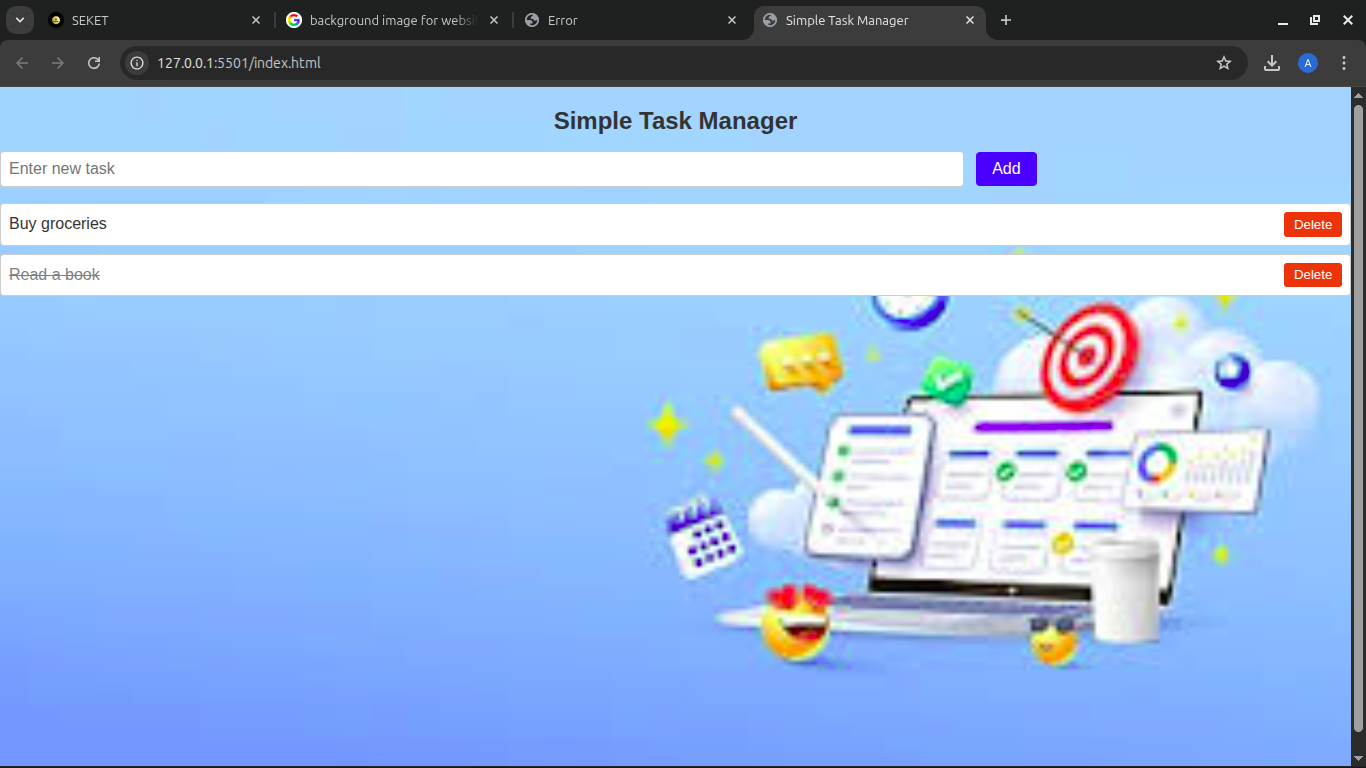 SEKET
background image for websi
Error
Simple Task Manager
127.0.0.1:5501/index.html
A
Simple Task Manager
Enter new task
Add
Buy groceries
Delete
Read a book
Delete